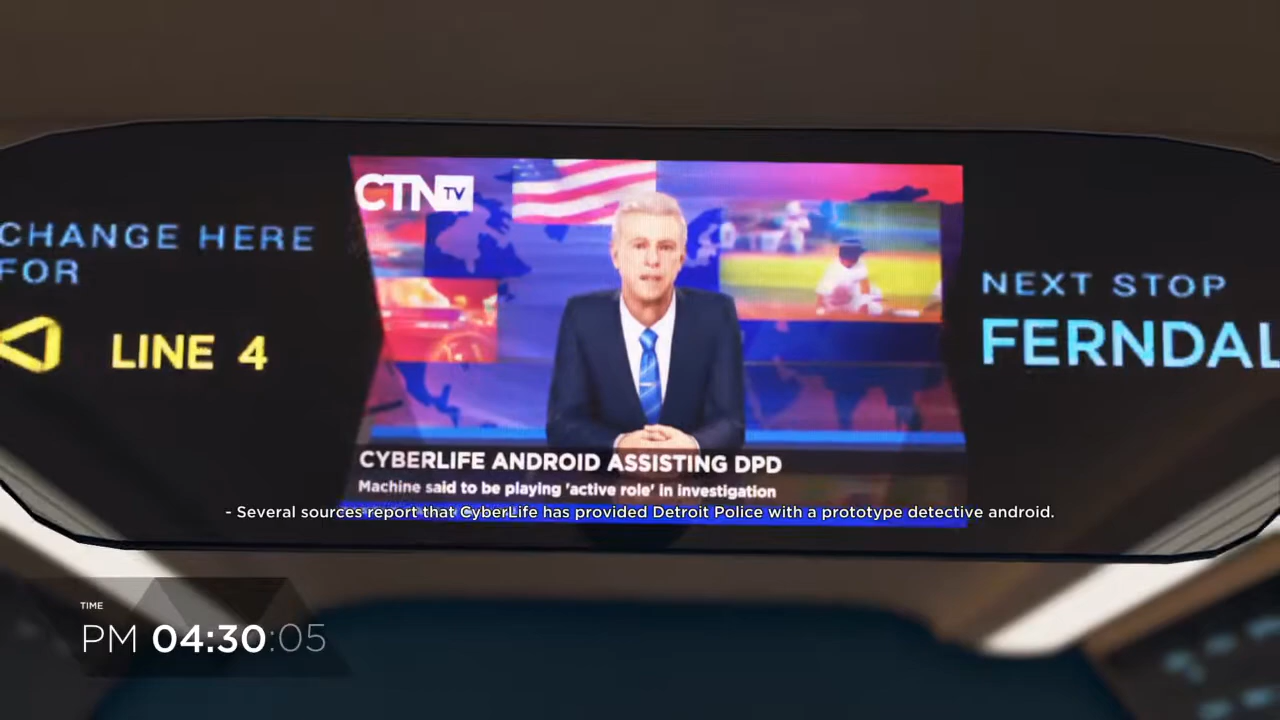 CTN TV
CHANGE HERE
FOR
LINE 4
NEXT STOP
FERNDAL
CYBERLIFE ANDROID ASSISTING DPD
Machine said to be playing 'active role' in investigation
- Several sources report that CyberLife has provided Detroit Police with a prototype detective android.
TIME
PM 04:30:05